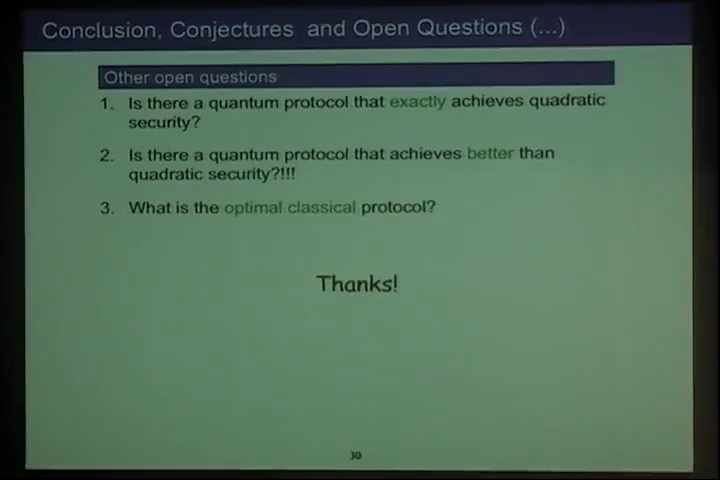 Conclusion, Conjectures and Open Questions (...)
Other open questions
1. Is there a quantum protocol that exactly achieves quadratic
security?
2. Is there a quantum protocol that achieves better than
quadratic security?!!!
3. What is the optimal classical protocol?
Thanks!
30